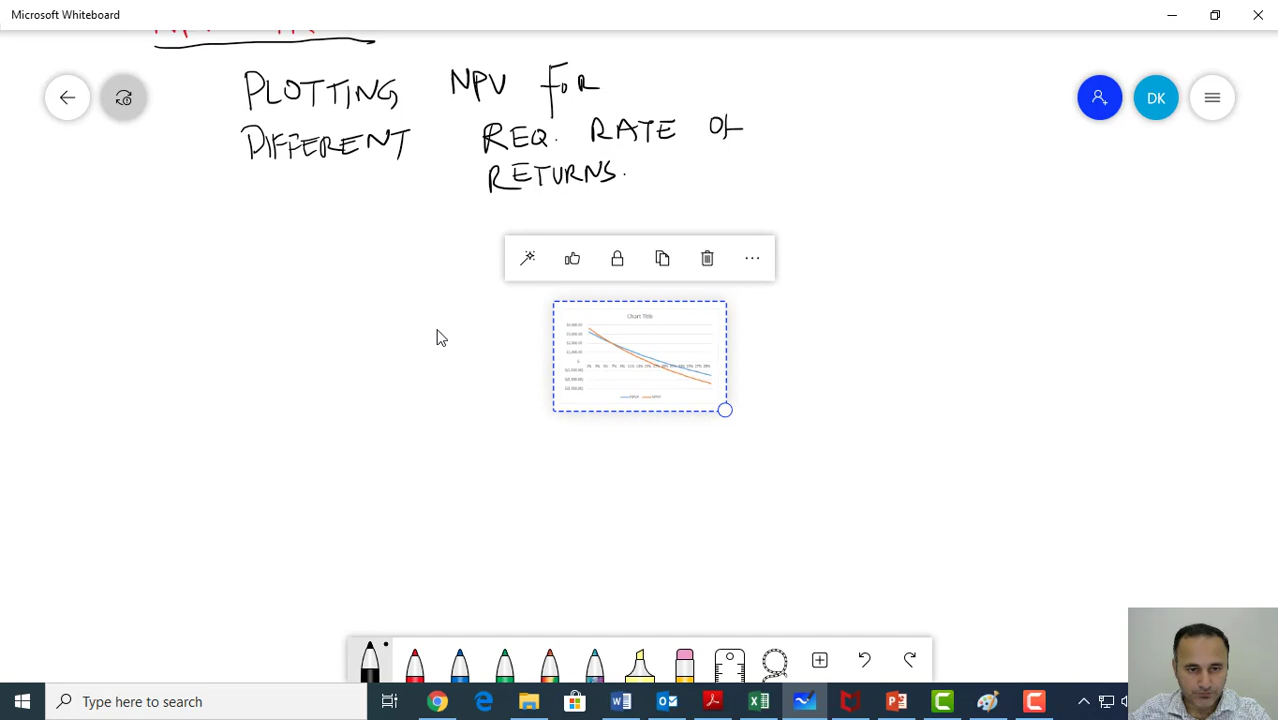 Microsoft Whiteboard
PLOTTING NPV FOR
DIFFERENT REQ. RATE OF
RETURNS.
DK
Chart Title
Type here to search